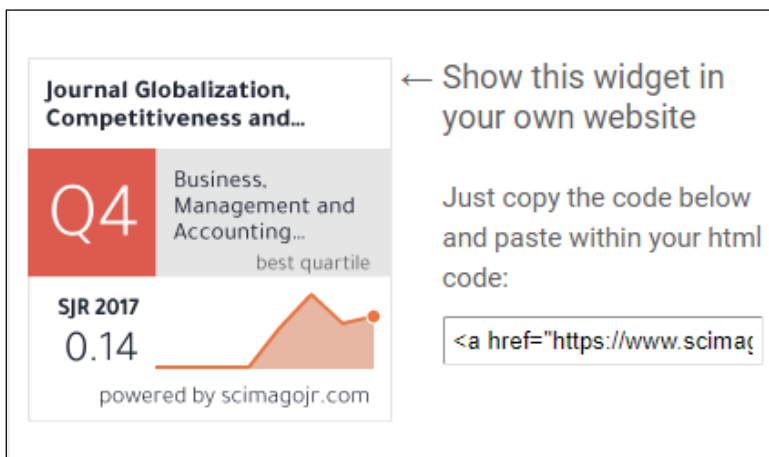 Journal Globalization,
Competitiveness and...
Q4
Business,
Management and
Accounting...
best quartile
SJR 2017
0.14
powered by scimagojr.com
← Show this widget in
your own website
Just copy the code below
and paste within your html
code:
<a href="https://www.scimag